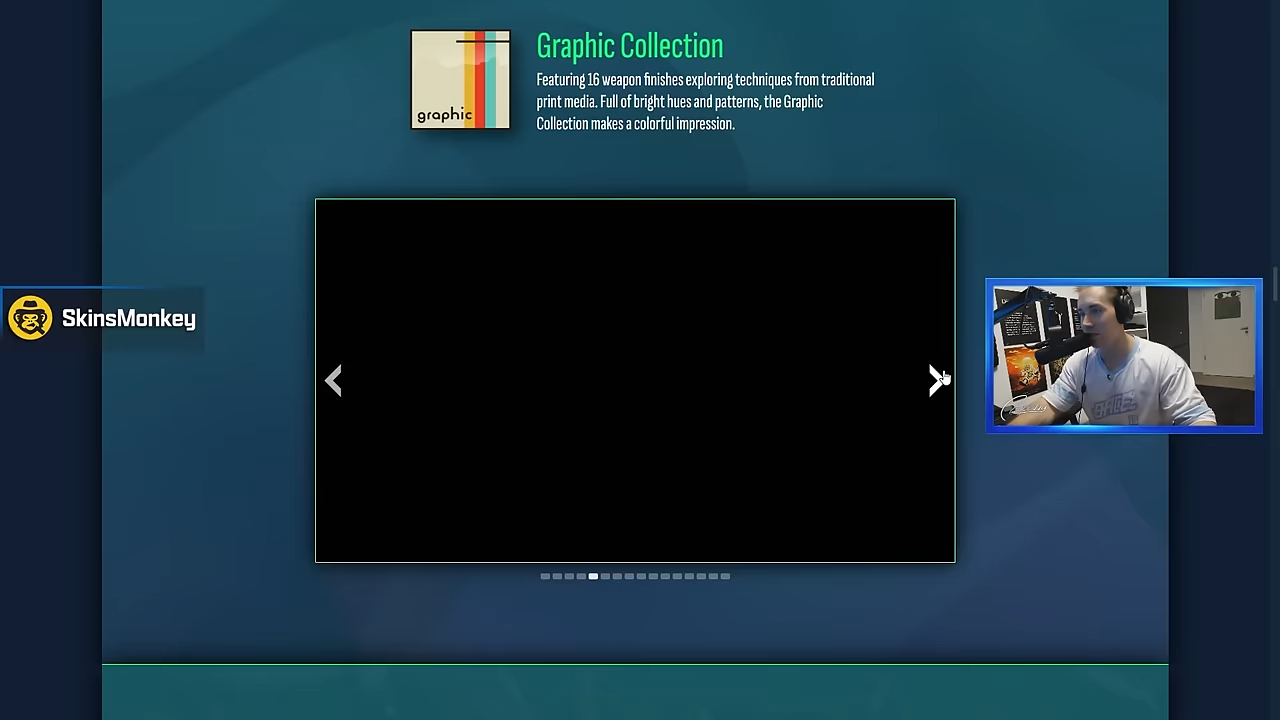 Graphic Collection
Featuring 16 weapon finishes exploring techniques from traditional
print media. Full of bright hues and patterns, the Graphic
Collection makes a colorful impression.
graphic
SkinsMonkey